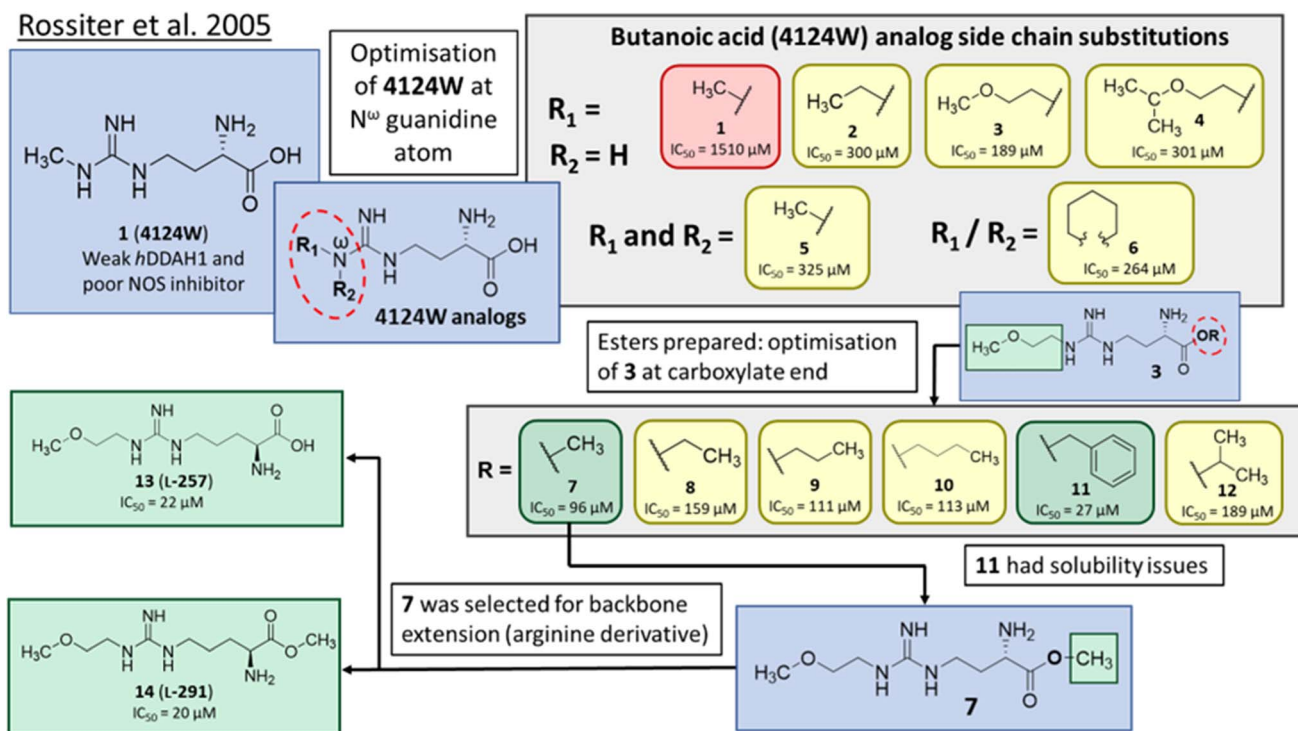 Rossiter et al. 2005
Optimisation
of 4124W at
Nω guanidine
atom
NH
NH2
H3C
N
H
N
H
OH
O
1 (4124W)
Weak hDDAH1 and
poor NOS inhibitor
NH
NH2
R1
ω
N
R2
N
H
OH
O
4124W analogs
Butanoic acid (4124W) analog side chain substitutions
R1 =
R2 = H
H3C
1
IC50 = 1510 µM
H3C
2
IC50 = 300 µM
H3C
O
3
IC50 = 189 µM
H3C
O
CH3
4
IC50 = 301 µM
R1 and R2 =
H3C
5
IC50 = 325 µM
R1 / R2 =
6
IC50 = 264 µM
Esters prepared: optimisation
of 3 at carboxylate end
H3C
O
NH
N
H
N
H
NH2
OR
O
3
R =
CH3
7
IC50 = 96 µM
CH3
8
IC50 = 159 µM
CH3
9
IC50 = 111 µM
CH3
10
IC50 = 113 µM
11
IC50 = 27 µM
CH3
CH3
12
IC50 = 189 µM
11 had solubility issues
7 was selected for backbone
extension (arginine derivative)
H3C
O
NH
N
H
N
H
O
OH
NH2
13 (L-257)
IC50 = 22 µM
H3C
O
NH
N
H
N
H
O
O
CH3
NH2
14 (L-291)
IC50 = 20 µM
H3C
O
NH
N
H
N
H
NH2
O
CH3
O
7